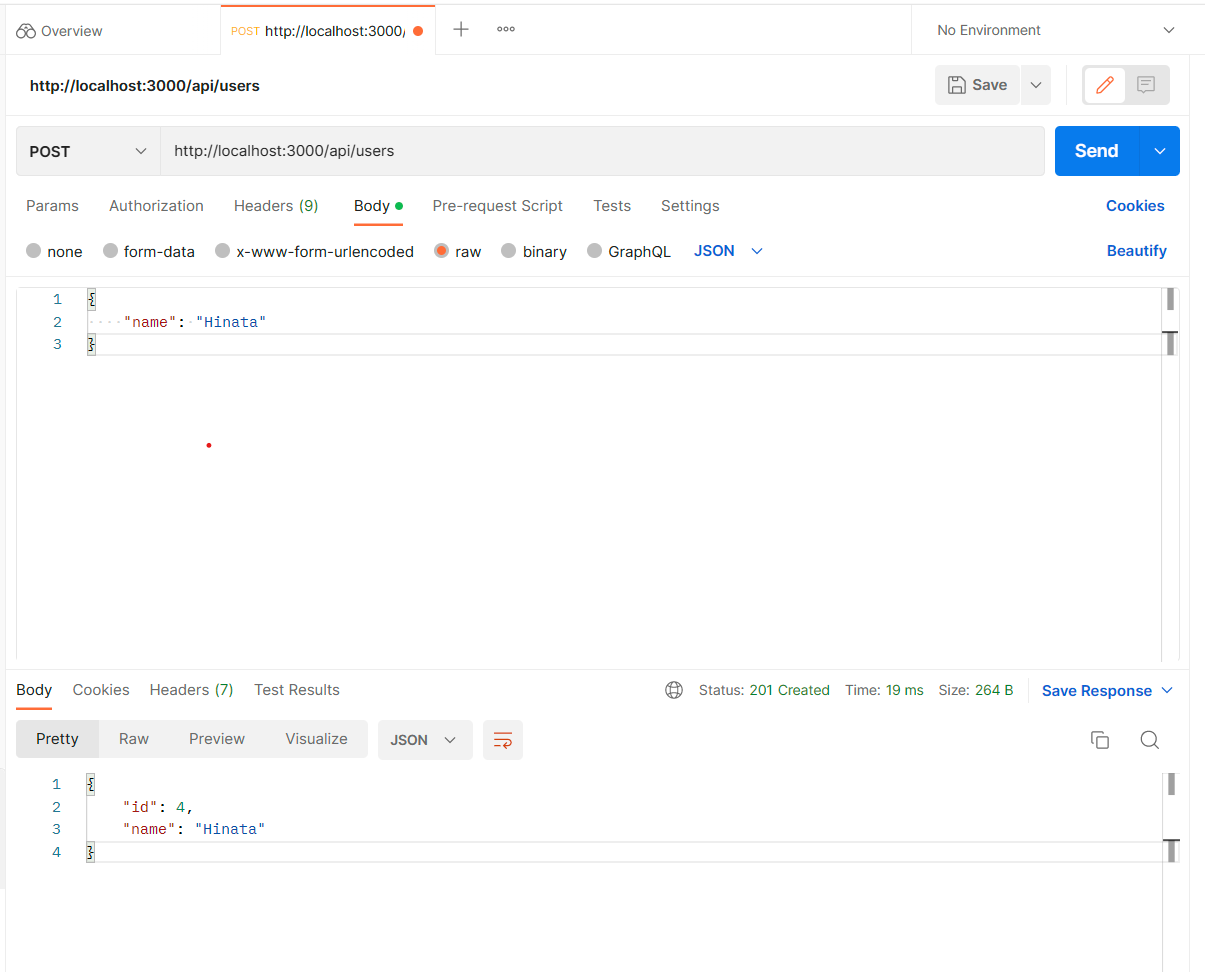 Overview
POST http://localhost:3000/
No Environment
http://localhost:3000/api/users
Save
POST
http://localhost:3000/api/users
Send
Params Authorization Headers (9) Body Pre-request Script Tests Settings Cookies
none form-data x-www-form-urlencoded raw binary GraphQL JSON Beautify
1 {
2 ····"name":·"Hinata"
3 }
Body Cookies Headers (7) Test Results Status: 201 Created Time: 19 ms Size: 264 B Save Response
Pretty Raw Preview Visualize JSON
1 {
2 "id": 4,
3 "name": "Hinata"
4 }